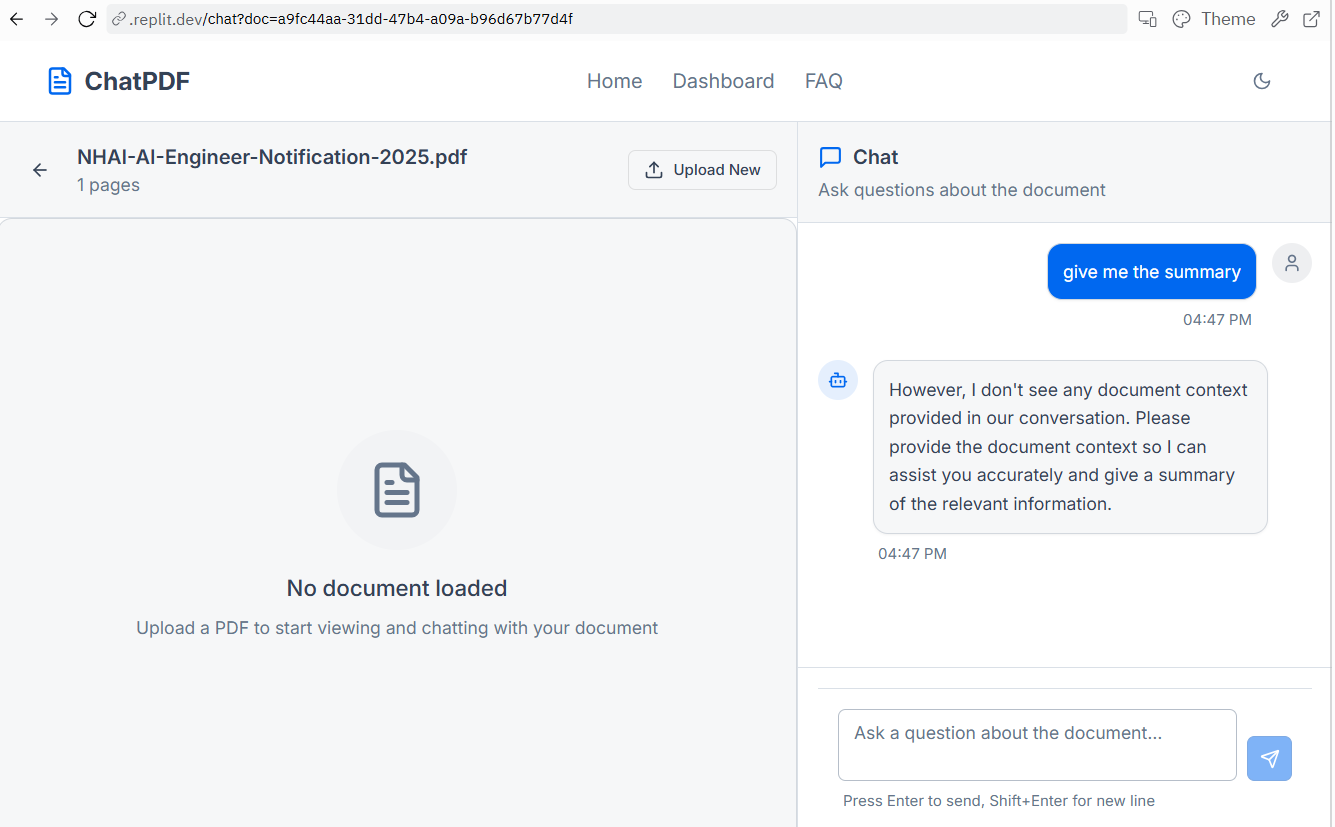 .replit.dev/chat?doc=a9fc44aa-31dd-47b4-a09a-b96d67b77d4f
Theme
ChatPDF
Home
Dashboard
FAQ
NHAI-AI-Engineer-Notification-2025.pdf
1 pages
Upload New
No document loaded
Upload a PDF to start viewing and chatting with your document
Chat
Ask questions about the document
give me the summary
04:47 PM
However, I don't see any document context
provided in our conversation. Please
provide the document context so I can
assist you accurately and give a summary
of the relevant information.
04:47 PM
Ask a question about the document...
Press Enter to send, Shift+Enter for new line